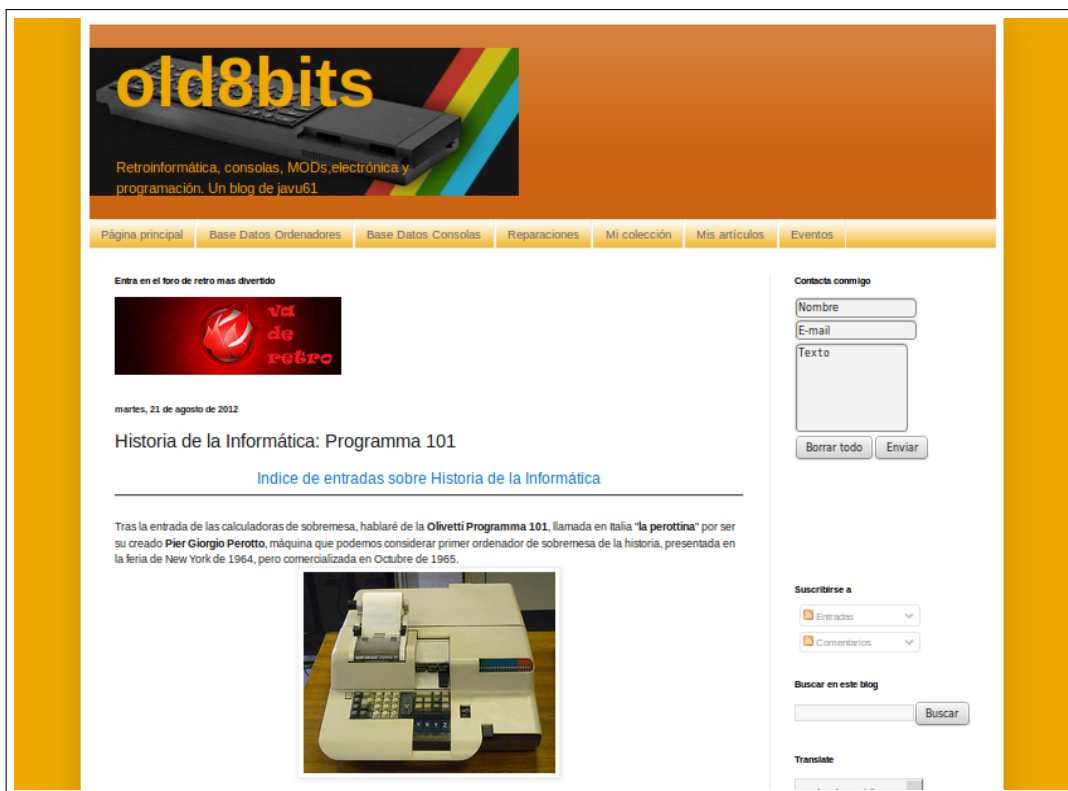 old8bits
Retroinformática, consolas, MODs,electrónica y
programación. Un blog de javu61
Página principal
Base Datos Ordenadores
Base Datos Consolas
Reparaciones
Mi colección
Mis artículos
Eventos
Entra en el foro de retro mas divertido
va
de
retro
martes, 21 de agosto de 2012
Historia de la Informática: Programma 101
Indice de entradas sobre Historia de la Informática
Tras la entrada de las calculadoras de sobremesa, hablaré de la Olivetti Programma 101, llamada en Italia "la perottina" por ser
su creado Pier Giorgio Perotto, máquina que podemos considerar primer ordenador de sobremesa de la historia, presentada en
la feria de New York de 1964, pero comercializada en Octubre de 1965.
Contacta conmigo
Nombre
E-mail
Texto
Borrar todo
Enviar
Suscribirse a
Entradas
Comentarios
Buscar en este blog
Buscar
Translate